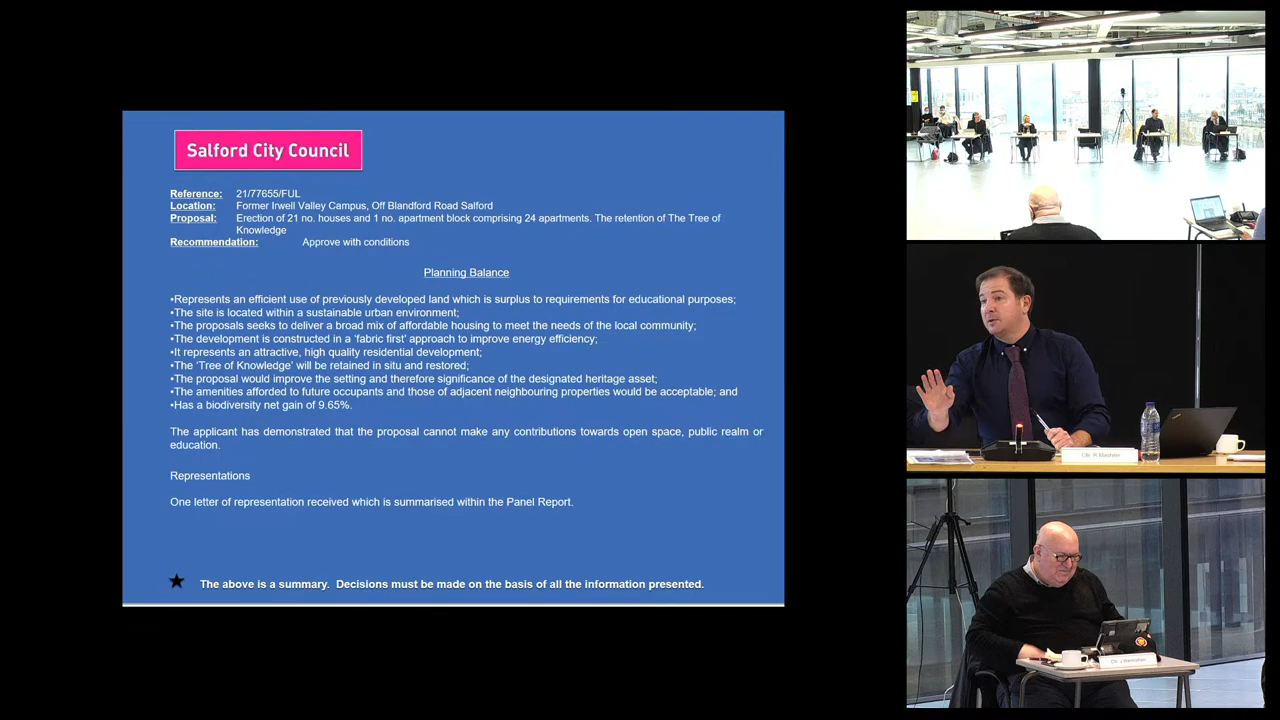 Salford City Council
Reference: 21/77655/FUL
Location: Former Irwell Valley Campus, Off Blandford Road Salford
Proposal: Erection of 21 no. houses and 1 no. apartment block comprising 24 apartments. The retention of The Tree of
Knowledge
Recommendation: Approve with conditions
Planning Balance
•Represents an efficient use of previously developed land which is surplus to requirements for educational purposes;
•The site is located within a sustainable urban environment;
•The proposals seeks to deliver a broad mix of affordable housing to meet the needs of the local community;
•The development is constructed in a 'fabric first' approach to improve energy efficiency;
•It represents an attractive, high quality residential development;
•The 'Tree of Knowledge' will be retained in situ and restored;
•The proposal would improve the setting and therefore significance of the designated heritage asset;
•The amenities afforded to future occupants and those of adjacent neighbouring properties would be acceptable; and
•Has a biodiversity net gain of 9.65%.
The applicant has demonstrated that the proposal cannot make any contributions towards open space, public realm or
education.
Representations
One letter of representation received which is summarised within the Panel Report.
The above is a summary. Decisions must be made on the basis of all the information presented.
Cllr
Cllr